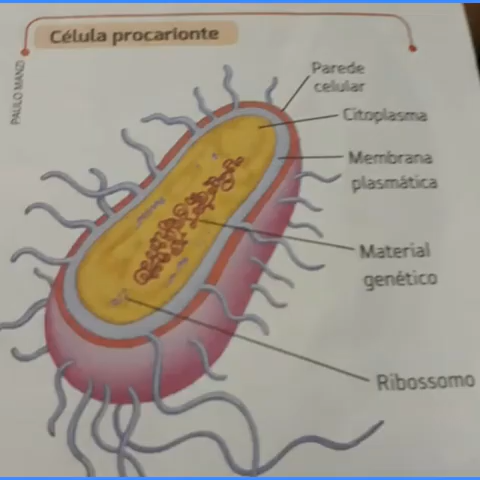 Célula procarionte
PAULO MANZI
Parede
celular
Citoplasma
Membrana
plasmática
Material
genético
Ribossomo